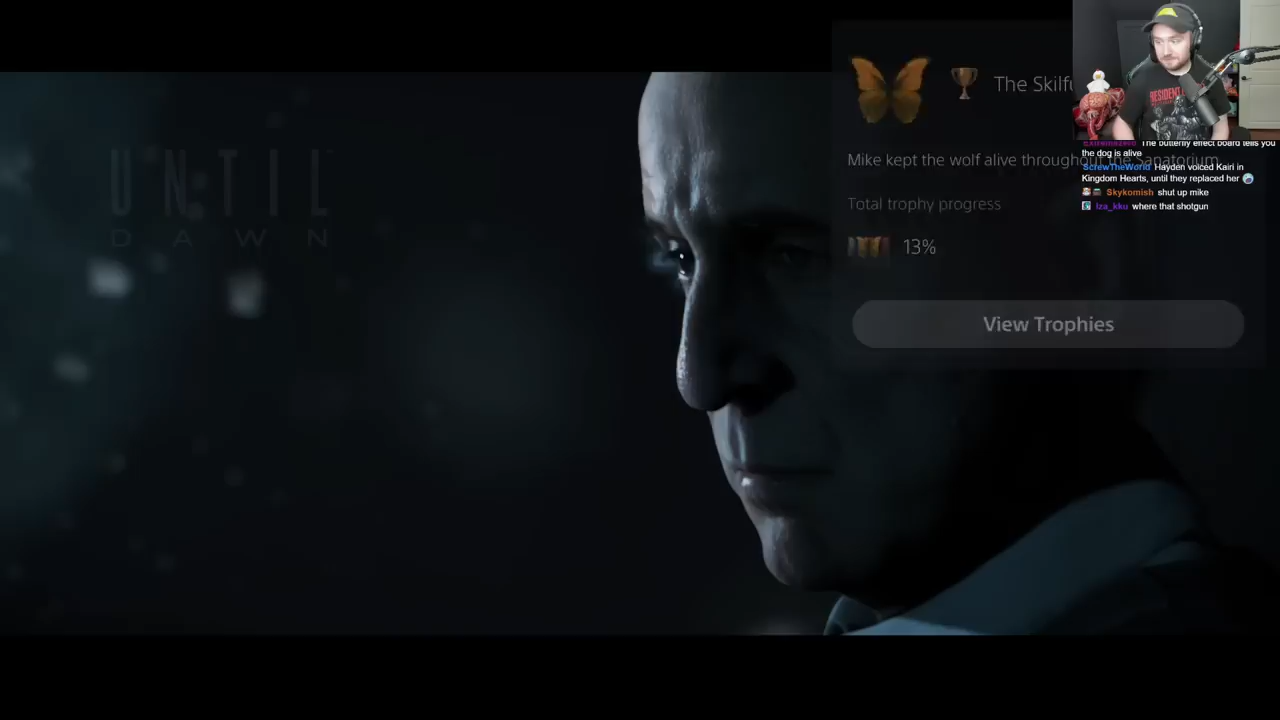 UNTIL
DAWN
The Skilfu
Mike kept the wolf alive throughout the Sanatorium.
Total trophy progress
13%
View Trophies
RESIDENT
The butterfly effect board tells you
the dog is alive
ScrewTheWorld Hayden voiced Kairi in
Kingdom Hearts, until they replaced her
Skykomish shut up mike
lza_kku where that shotgun